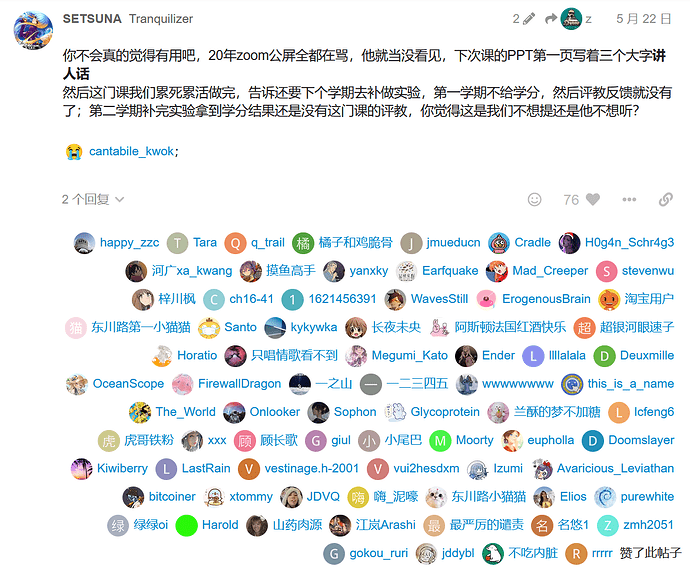 SETSUNA Tranquilizer 2 z 5 月 22 日
你不会真的觉得有用吧，20年zoom公屏全都在骂，他就当没看见，下次课的PPT第一页写着三个大字讲
人话
然后这门课我们累死累活做完，告诉还要下个学期去补做实验，第一学期不给学分，然后评教反馈就没有
了；第二学期补完实验拿到学分结果还是没有这门课的评教，你觉得这是我们不想提还是他不想听？
cantabile_kwok；
2 个回复 76
happy_zzc T Tara Q q_trail 橘 橘子和鸡脆骨 J jmueducn Cradle H0g4n_Schr4g3
河广xa_kwang 摸鱼高手 yanxky Earfquake Mad_Creeper S stevenwu
梓川枫 C ch16-41 1 1621456391 WavesStill ErogenousBrain 淘宝用户
猫 东川路第一小猫猫 Santo kykywka 长夜未央 阿斯顿法国红酒快乐 超 超银河眼速子
Horatio 只唱情歌看不到 Megumi_Kato Ender L llllalala D Deuxmille
OceanScope FirewallDragon 一之山 一 一二三四五 wwwwwwww this_is_a_name
The_World Onlooker Sophon Glycoprotein 兰酥的梦不加糖 L lcfeng6
虎 虎哥铁粉 xxx 顾 顾长歌 G giul 小 小尾巴 M Moorty eupholla D Doomslayer
Kiwiberry L LastRain V vestinage.h-2001 V vui2hesdxm Izumi Avaricious_Leviathan
bitcoiner xtommy JDVQ 嗨 嗨_泥嚎 东川路小猫猫 Elios purewhite
绿 绿绿oi Harold 山药肉源 江岚Arashi 最 最严厉的谴责 名 名悠1 Z zmh2051
G gokou_ruri jddybl 不吃内脏 R rrrrr 赞了此帖子